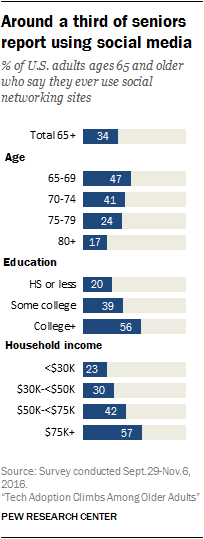 Around a third of seniors
report using social media
% of U.S. adults ages 65 and older
who say they ever use social
networking sites
Total 65+ 34
Age
65-69 47
70-74 41
75-79 24
80+ 17
Education
HS or less 20
Some college 39
College+ 56
Household income
<$30K 23
$30K-<$50K 30
$50K-<$75K 42
$75K+ 57
Source: Survey conducted Sept.29-Nov.6,
2016.
“Tech Adoption Climbs Among Older Adults”
PEW RESEARCH CENTER